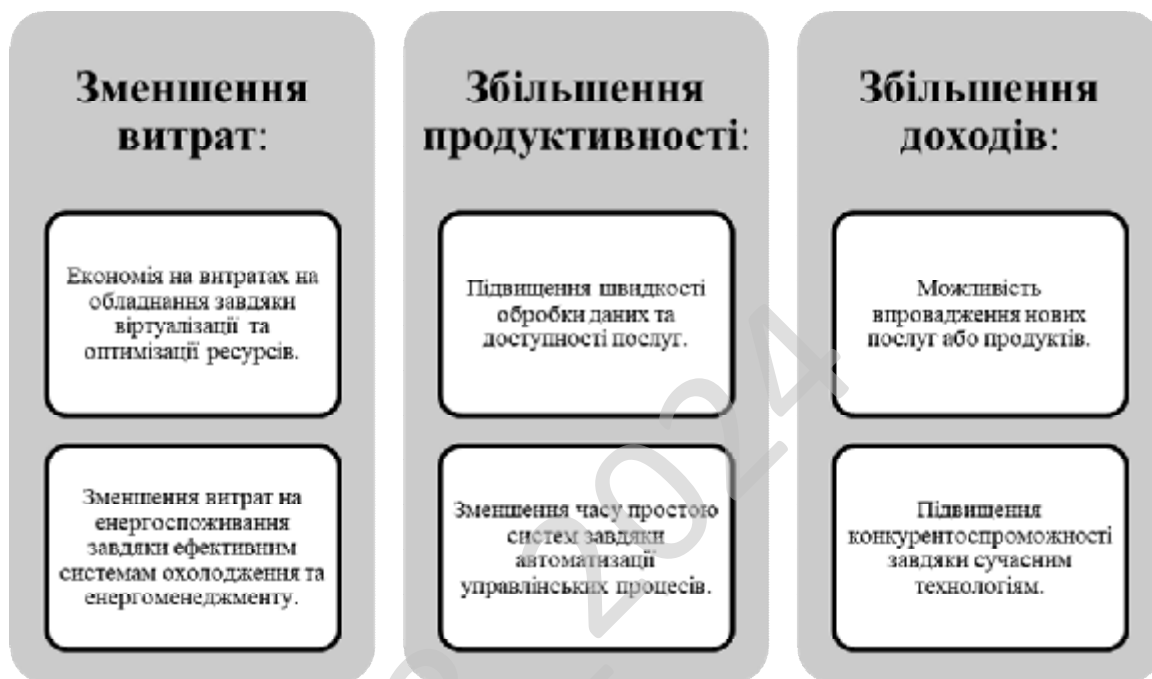 Зменшення
витрат:
Економія на витратах на
обладнання завдяки
віртуалізації та
оптимізації ресурсів.
Зменшення витрат на
енергоспоживання
завдяки ефективним
системам охолодження та
енергоменеджменту.
Збільшення
продуктивності:
Підвищення швидкості
обробки даних та
доступності послуг.
Зменшення часу простою
систем завдяки
автоматизації
управлінських процесів.
Збільшення
доходів:
Можливість
впровадження нових
послуг або продуктів.
Підвищення
конкурентоспроможності
завдяки сучасним
технологіям.
2024